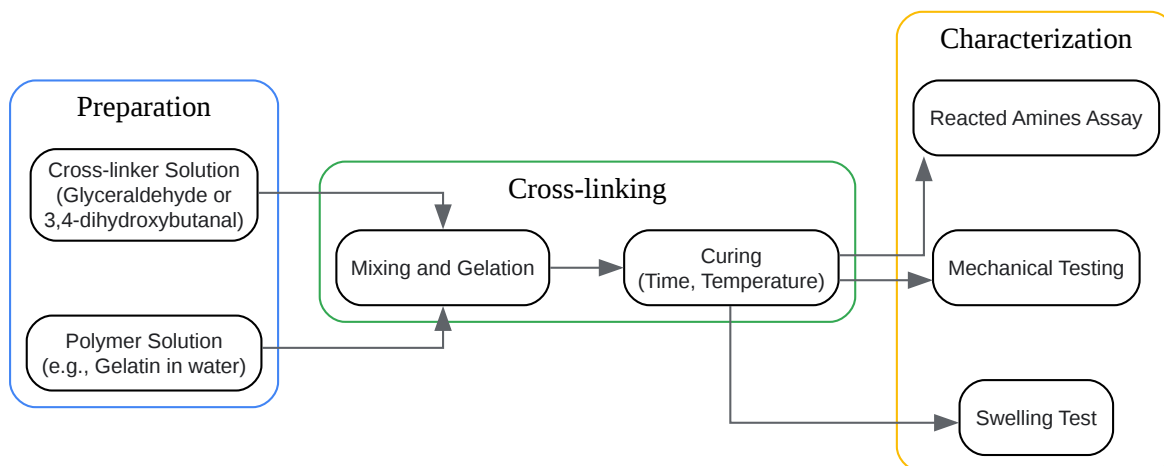 Preparation
Cross-linker Solution
(Glyceraldehyde or
3,4-dihydroxybutanal)
Polymer Solution
(e.g., Gelatin in water)
Cross-linking
Mixing and Gelation
Curing
(Time, Temperature)
Characterization
Reacted Amines Assay
Mechanical Testing
Swelling Test